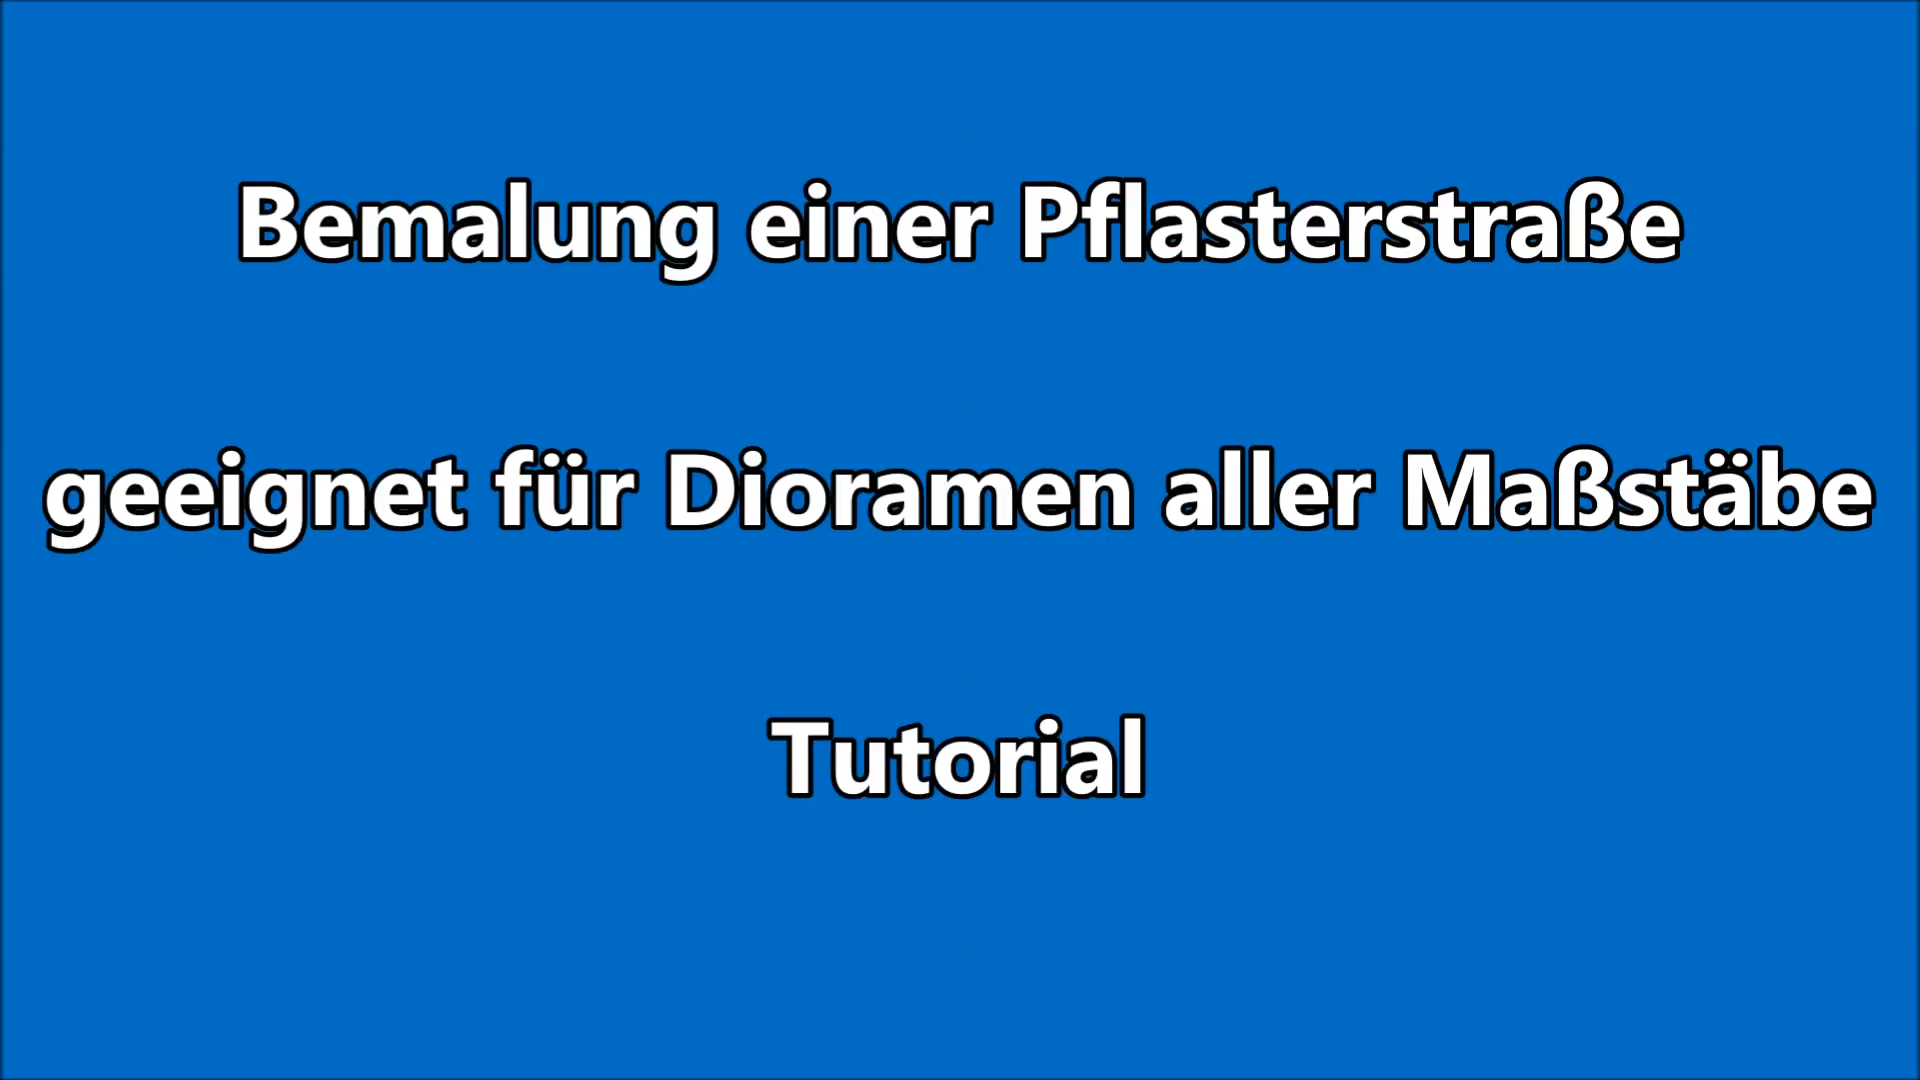 Bemalung einer Pflasterstraße
geeignet für Dioramen aller Maßstäbe
Tutorial